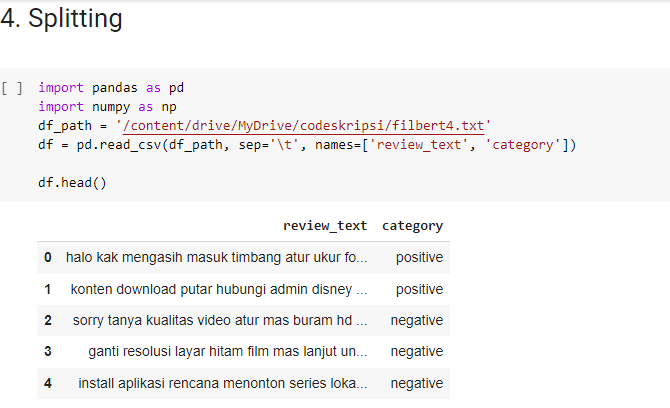 4. Splitting
[ ] import pandas as pd
import numpy as np
df_path = '/content/drive/MyDrive/codeskripsi/filbert4.txt'
df = pd.read_csv(df_path, sep='\t', names=['review_text', 'category'])
df.head()
review_text category
0 halo kak mengasih masuk timbang atur ukur fo... positive
1 konten download putar hubungi admin disney ... positive
2 sorry tanya kualitas video atur mas buram hd ... negative
3 ganti resolusi layar hitam film mas lanjut un... negative
4 install aplikasi rencana menonton series loka... negative